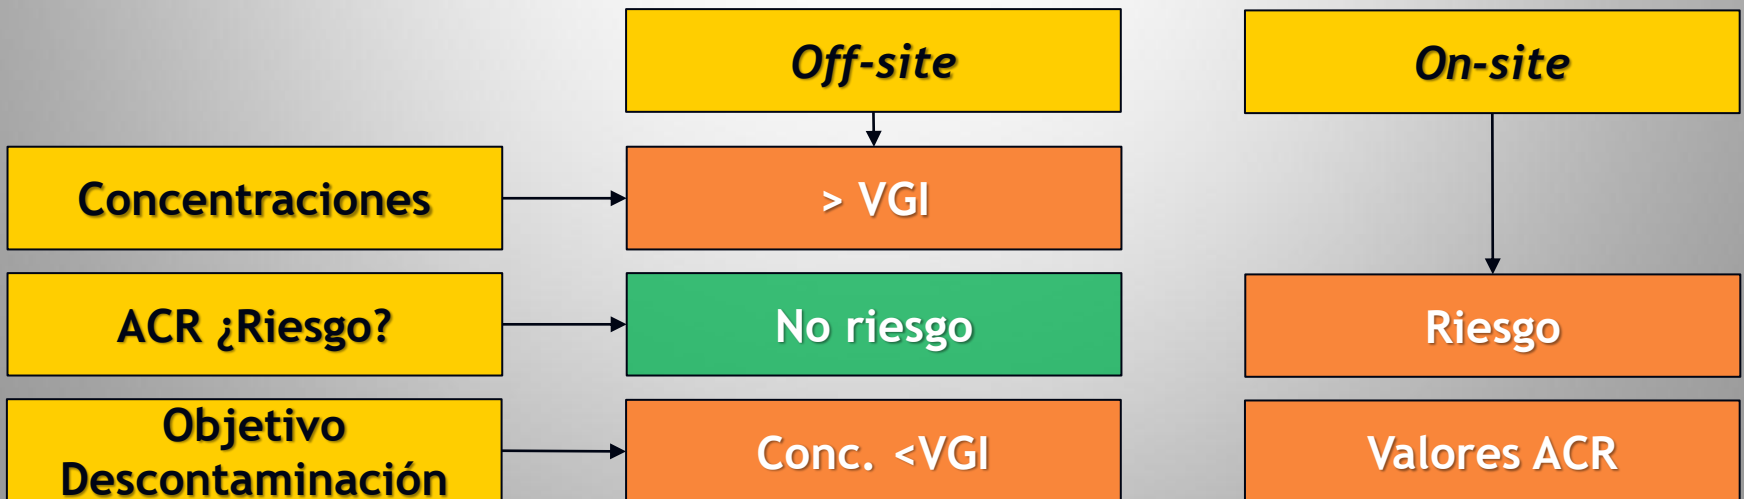 Off-site
On-site
Concentraciones
> VGI
ACR ¿Riesgo?
No riesgo
Riesgo
Objetivo
Descontaminación
Conc. <VGI
Valores ACR